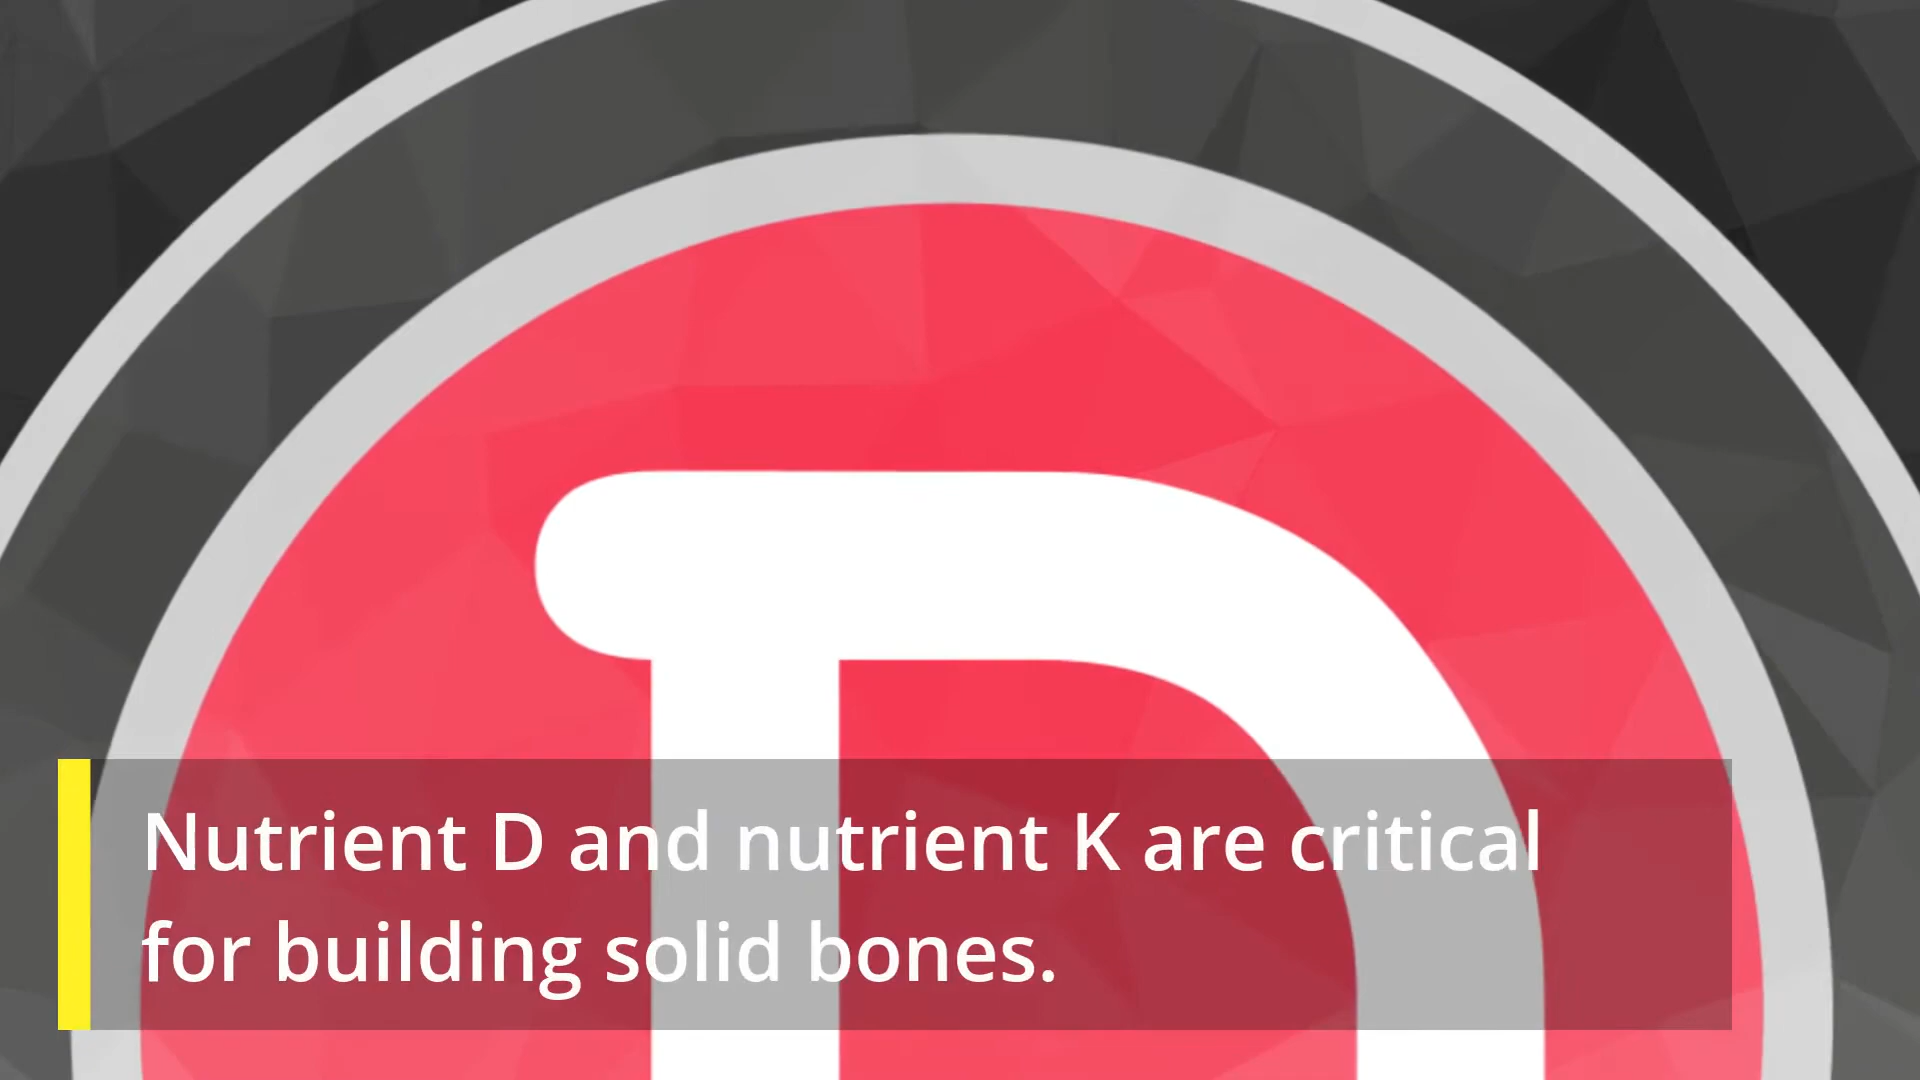 Nutrient D and nutrient K are critical
for building solid bones.